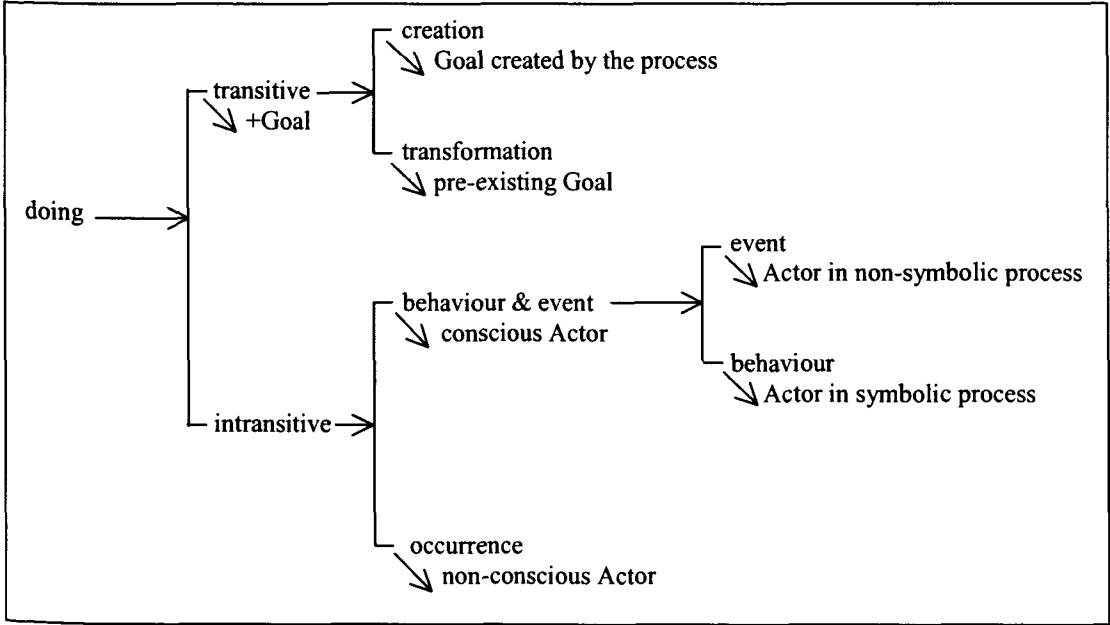 creation
Goal created by the process
transitive
+Goal
transformation
pre-existing Goal
doing
event
Actor in non-symbolic process
behaviour & event
conscious Actor
behaviour
Actor in symbolic process
intransitive
occurrence
non-conscious Actor